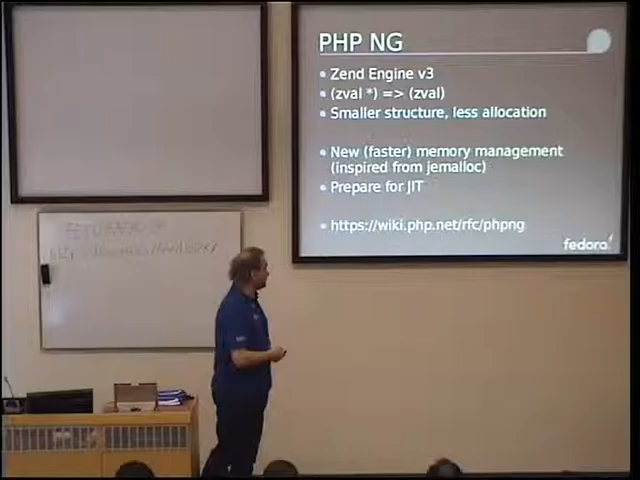 PHP NG
• Zend Engine v3
• (zval *) => (zval)
• Smaller structure, less allocation
• New (faster) memory management
(inspired from jemalloc)
• Prepare for JIT
• https://wiki.php.net/rfc/phpng
fedora